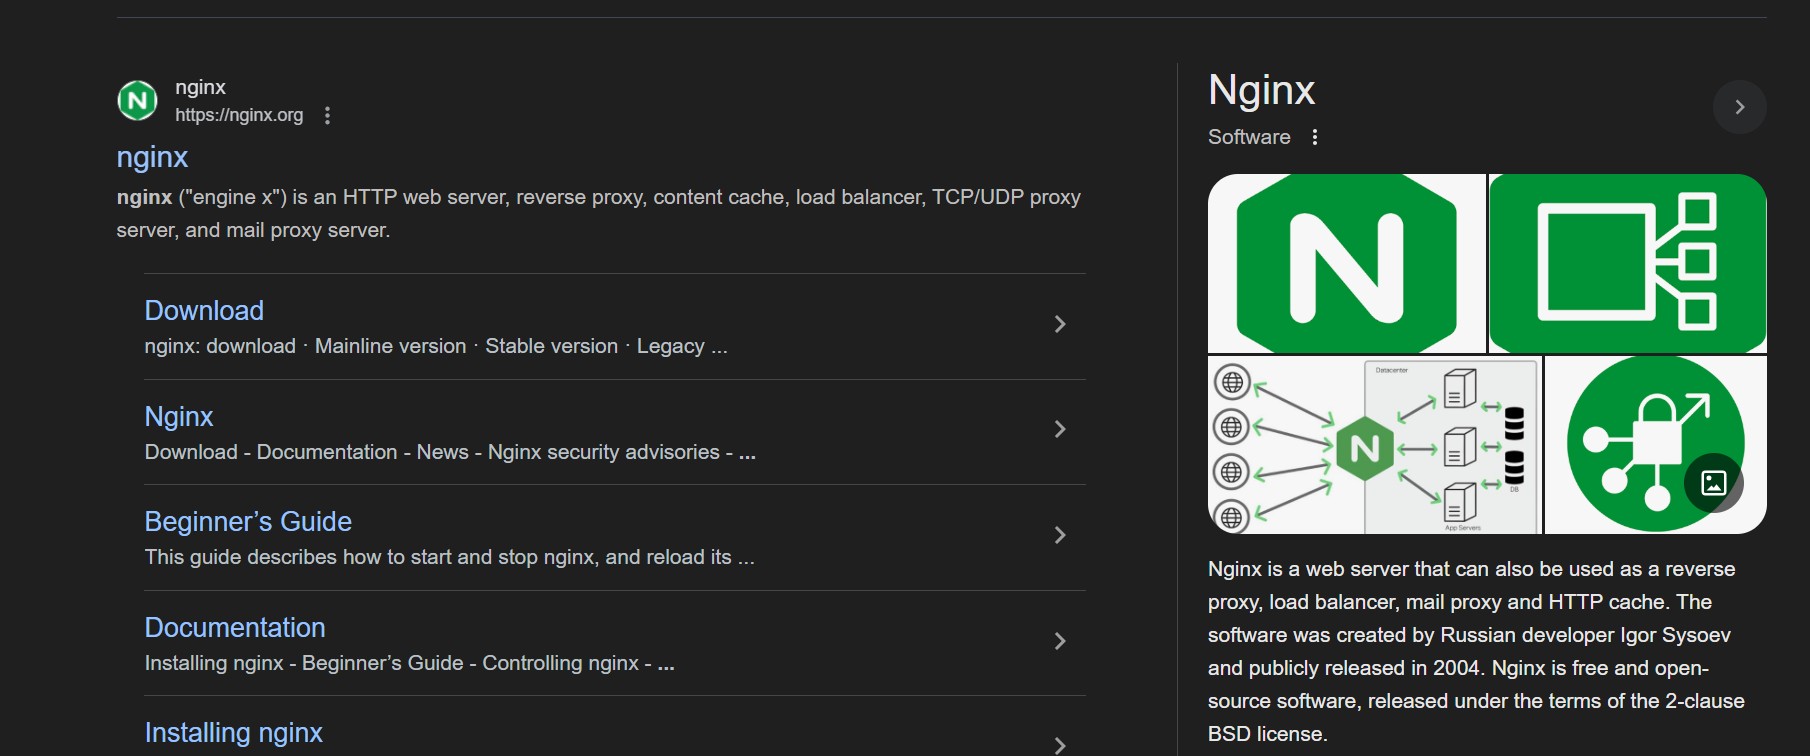 nginx
https://nginx.org
nginx
nginx ("engine x") is an HTTP web server, reverse proxy, content cache, load balancer, TCP/UDP proxy
server, and mail proxy server.
Download
nginx: download · Mainline version · Stable version · Legacy ...
Nginx
Download - Documentation - News - Nginx security advisories - ...
Beginner’s Guide
This guide describes how to start and stop nginx, and reload its ...
Documentation
Installing nginx - Beginner’s Guide - Controlling nginx - ...
Installing nginx
Nginx
Software
N
Datacenter
N
DB
App Servers
Nginx is a web server that can also be used as a reverse
proxy, load balancer, mail proxy and HTTP cache. The
software was created by Russian developer Igor Sysoev
and publicly released in 2004. Nginx is free and open-
source software, released under the terms of the 2-clause
BSD license.